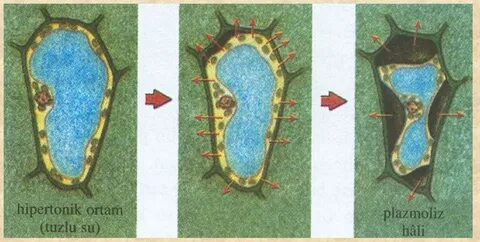 hipertonik ortam
(tuzlu su)
plazmoliz
hâli